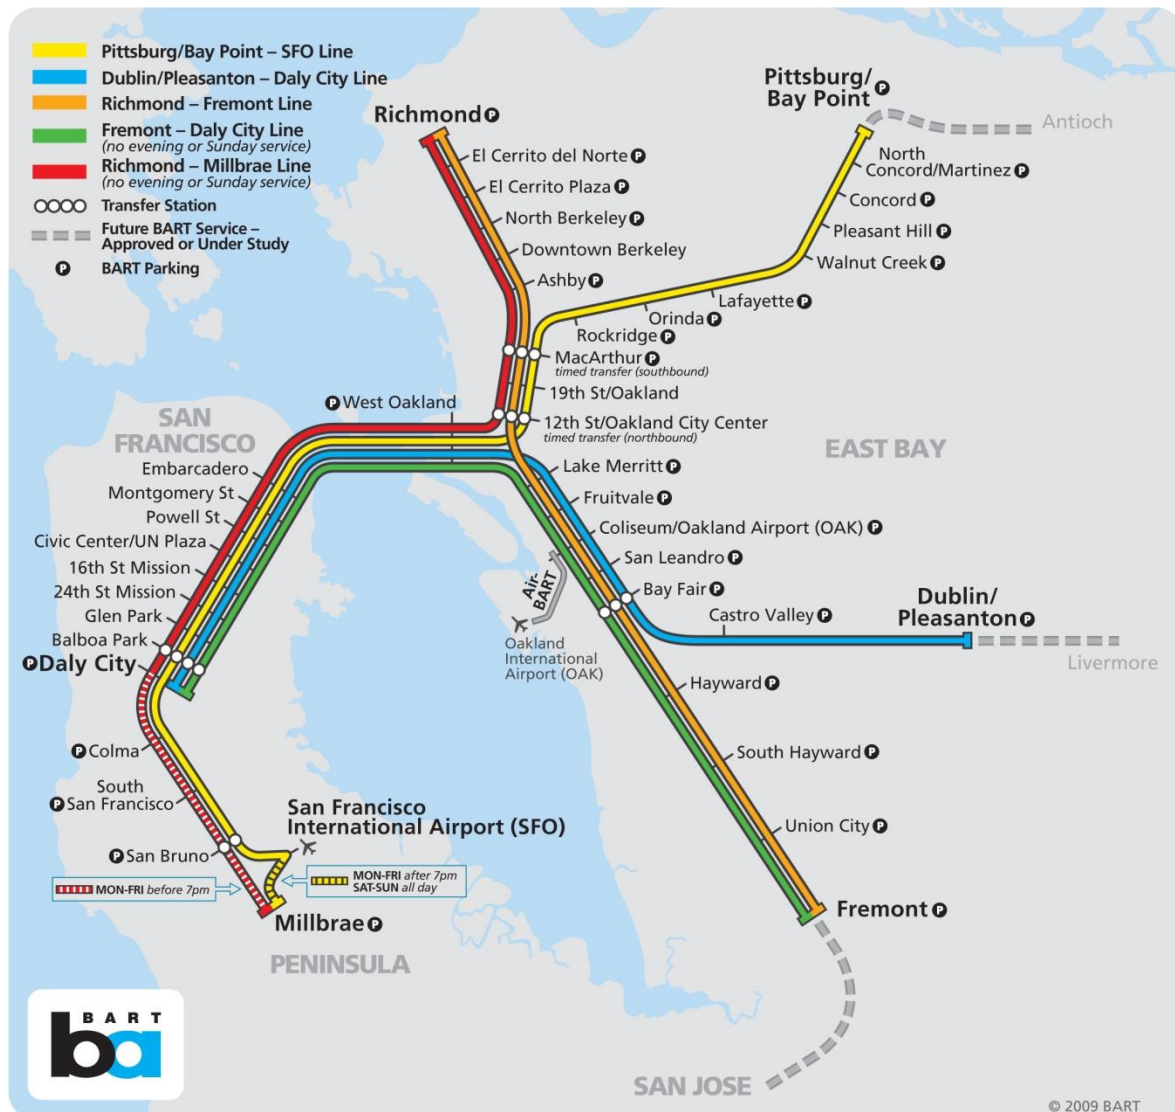 Pittsburg/Bay Point – SFO Line
Dublin/Pleasanton – Daly City Line
Richmond – Fremont Line
Fremont – Daly City Line
(no evening or Sunday service)
Richmond – Millbrae Line
(no evening or Sunday service)
Transfer Station
Future BART Service –
Approved or Under Study
P BART Parking
Richmond P
El Cerrito del Norte P
El Cerrito Plaza P
North Berkeley P
Downtown Berkeley
Ashby P
Pittsburg/
Bay Point P
Antioch
North
Concord/Martinez P
Concord P
Pleasant Hill P
Walnut Creek P
Lafayette P
Orinda P
Rockridge P
MacArthur P
timed transfer (southbound)
19th St/Oakland
12th St/Oakland City Center
timed transfer (northbound)
P West Oakland
SAN
FRANCISCO
EAST BAY
Embarcadero
Montgomery St
Powell St
Civic Center/UN Plaza
16th St Mission
24th St Mission
Glen Park
Balboa Park
P Daly City
Lake Merritt P
Fruitvale P
Coliseum/Oakland Airport (OAK) P
San Leandro P
Bay Fair P
Air-
BART
Oakland
International
Airport (OAK)
Castro Valley P
Dublin/
Pleasanton P
Livermore
Hayward P
South Hayward P
Union City P
Fremont P
P Colma
South
P San Francisco
San Francisco
International Airport (SFO)
P San Bruno
MON-FRI before 7pm
MON-FRI after 7pm
SAT-SUN all day
Millbrae P
PENINSULA
SAN JOSE
BART
ba
© 2009 BART